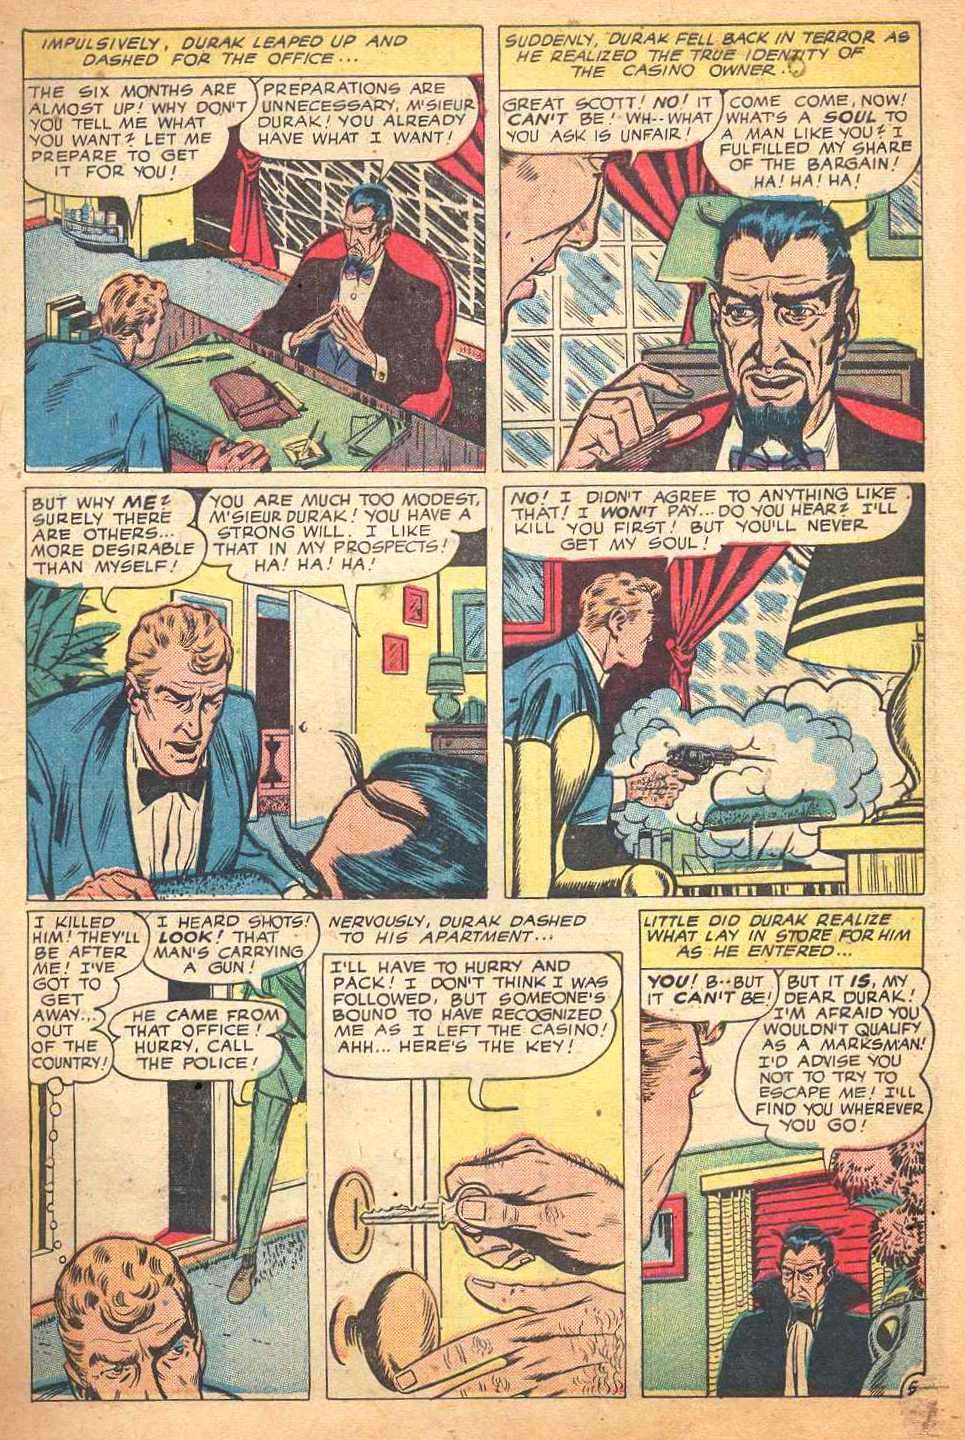 IMPULSIVELY, DURAK LEAPED UP AND
DASHED FOR THE OFFICE...
THE SIX MONTHS ARE
ALMOST UP! WHY DON'T
YOU TELL ME WHAT
YOU WANT? LET ME
PREPARE TO GET
IT FOR YOU!
PREPARATIONS ARE
UNNECESSARY, M'SIEUR
DURAK! YOU ALREADY
HAVE WHAT I WANT!
SUDDENLY, DURAK FELL BACK IN TERROR AS
HE REALIZED THE TRUE IDENTITY OF
THE CASINO OWNER...
GREAT SCOTT! NO! IT
CAN'T BE! WH--WHAT
YOU ASK IS UNFAIR!
COME COME, NOW!
WHAT'S A SOUL TO
A MAN LIKE YOU? I
FULFILLED MY SHARE
OF THE BARGAIN!
HA! HA! HA!
BUT WHY ME?
SURELY THERE
ARE OTHERS...
MORE DESIRABLE
THAN MYSELF!
YOU ARE MUCH TOO MODEST,
M'SIEUR DURAK! YOU HAVE A
STRONG WILL. I LIKE
THAT IN MY PROSPECTS!
HA! HA! HA!
NO! I DIDN'T AGREE TO ANYTHING LIKE
THAT! I WON'T PAY... DO YOU HEAR? I'LL
KILL YOU FIRST! BUT YOU'LL NEVER
GET MY SOUL!
I KILLED
HIM! THEY'LL
BE AFTER
ME! I'VE
GOT TO
GET
AWAY...
OUT
OF THE
COUNTRY!
I HEARD SHOTS!
LOOK! THAT
MAN'S CARRYING
A GUN!
HE CAME FROM
THAT OFFICE!
HURRY, CALL
THE POLICE!
NERVOUSLY, DURAK DASHED
TO HIS APARTMENT...
I'LL HAVE TO HURRY AND
PACK! I DON'T THINK I WAS
FOLLOWED, BUT SOMEONE'S
BOUND TO HAVE RECOGNIZED
ME AS I LEFT THE CASINO!
AHH... HERE'S THE KEY!
LITTLE DID DURAK REALIZE
WHAT LAY IN STORE FOR HIM
AS HE ENTERED...
YOU! B--BUT
IT CAN'T BE!
BUT IT IS, MY
DEAR DURAK!
I'M AFRAID YOU
WOULDN'T QUALIFY
AS A MARKSMAN!
I'D ADVISE YOU
NOT TO TRY TO
ESCAPE ME! I'LL
FIND YOU WHEREVER
YOU GO!
5